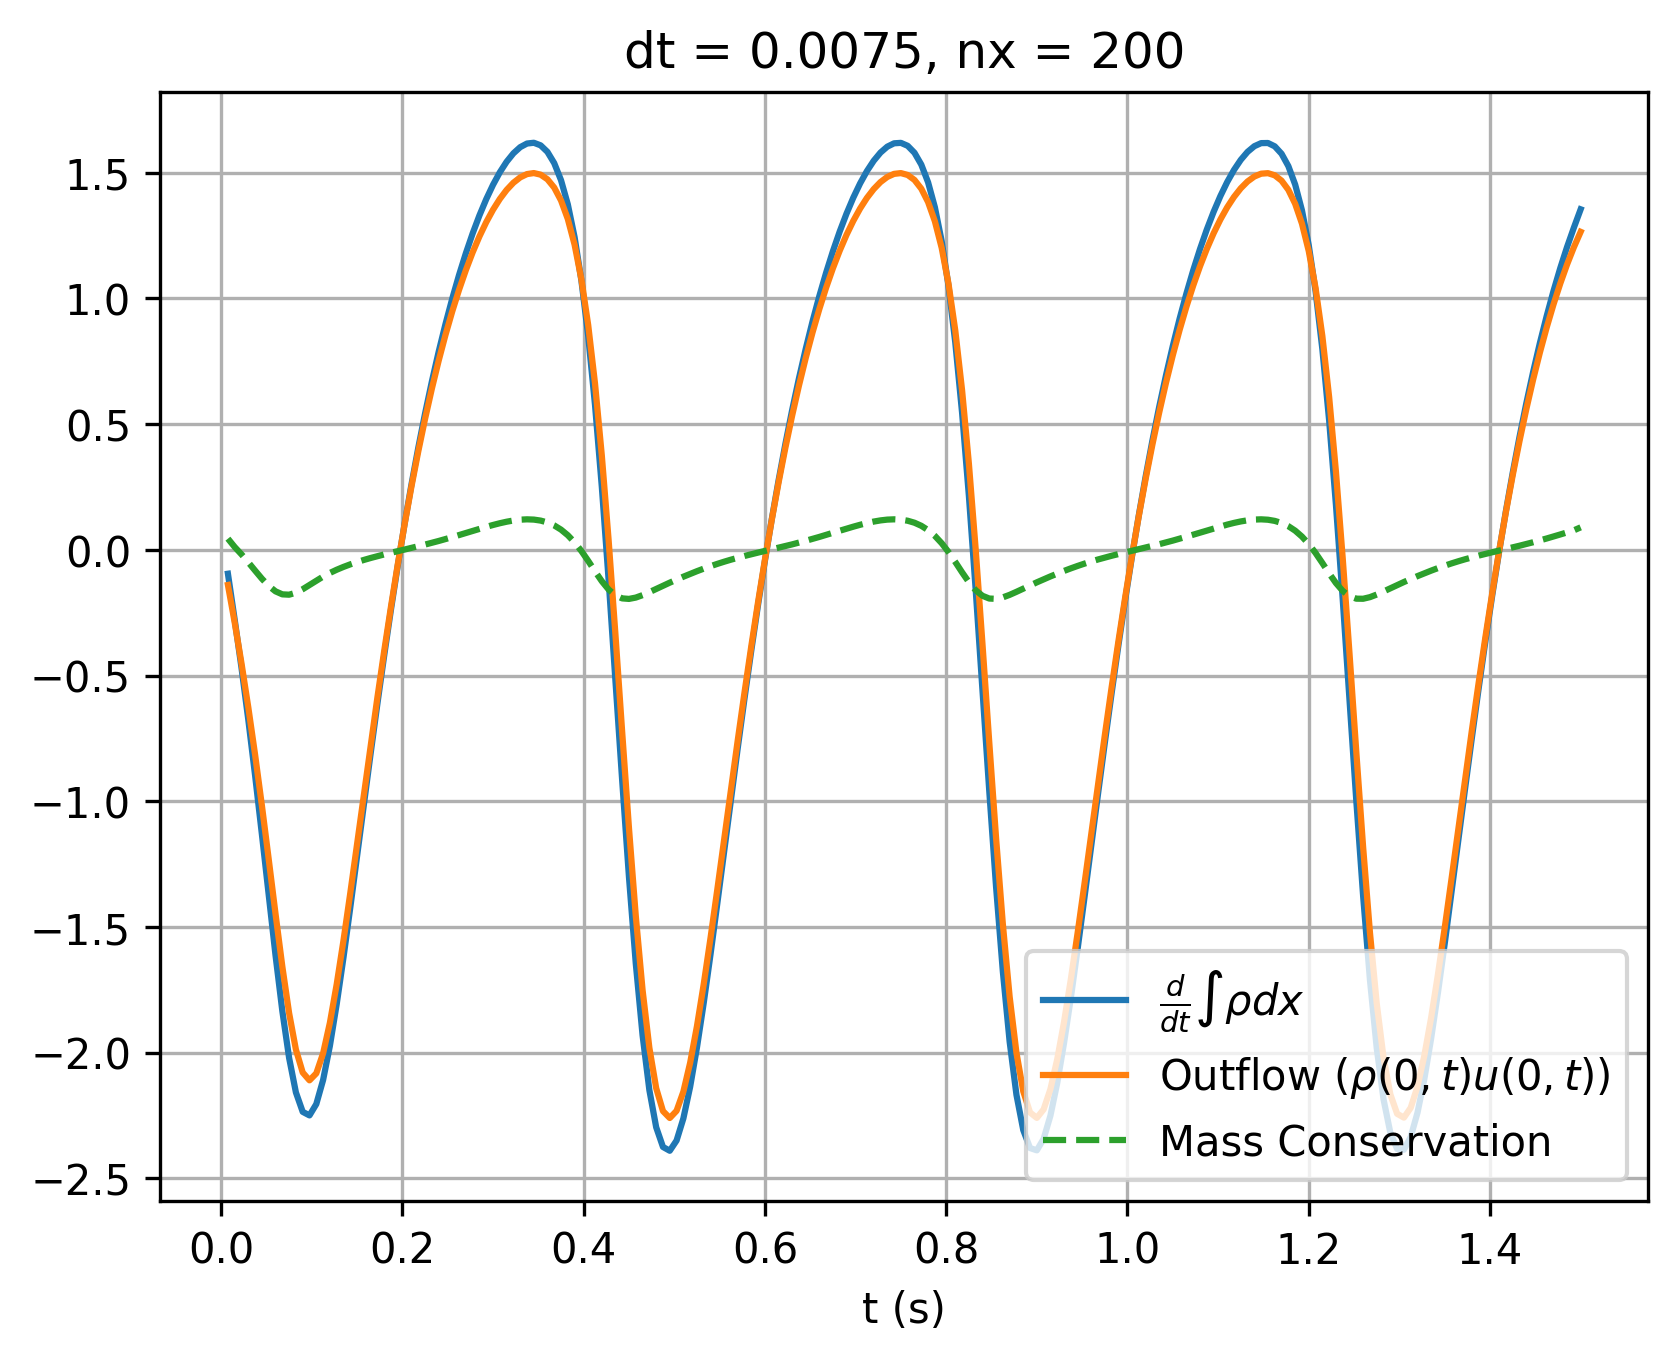 dt = 0.0075, nx = 200
1.5
1.0
0.5
0.0
−0.5
−1.0
−1.5
−2.0
−2.5
d/dt ∫ρdx
Outflow (ρ(0, t)u(0, t))
Mass Conservation
0.0 0.2 0.4 0.6 0.8 1.0 1.2 1.4
t (s)